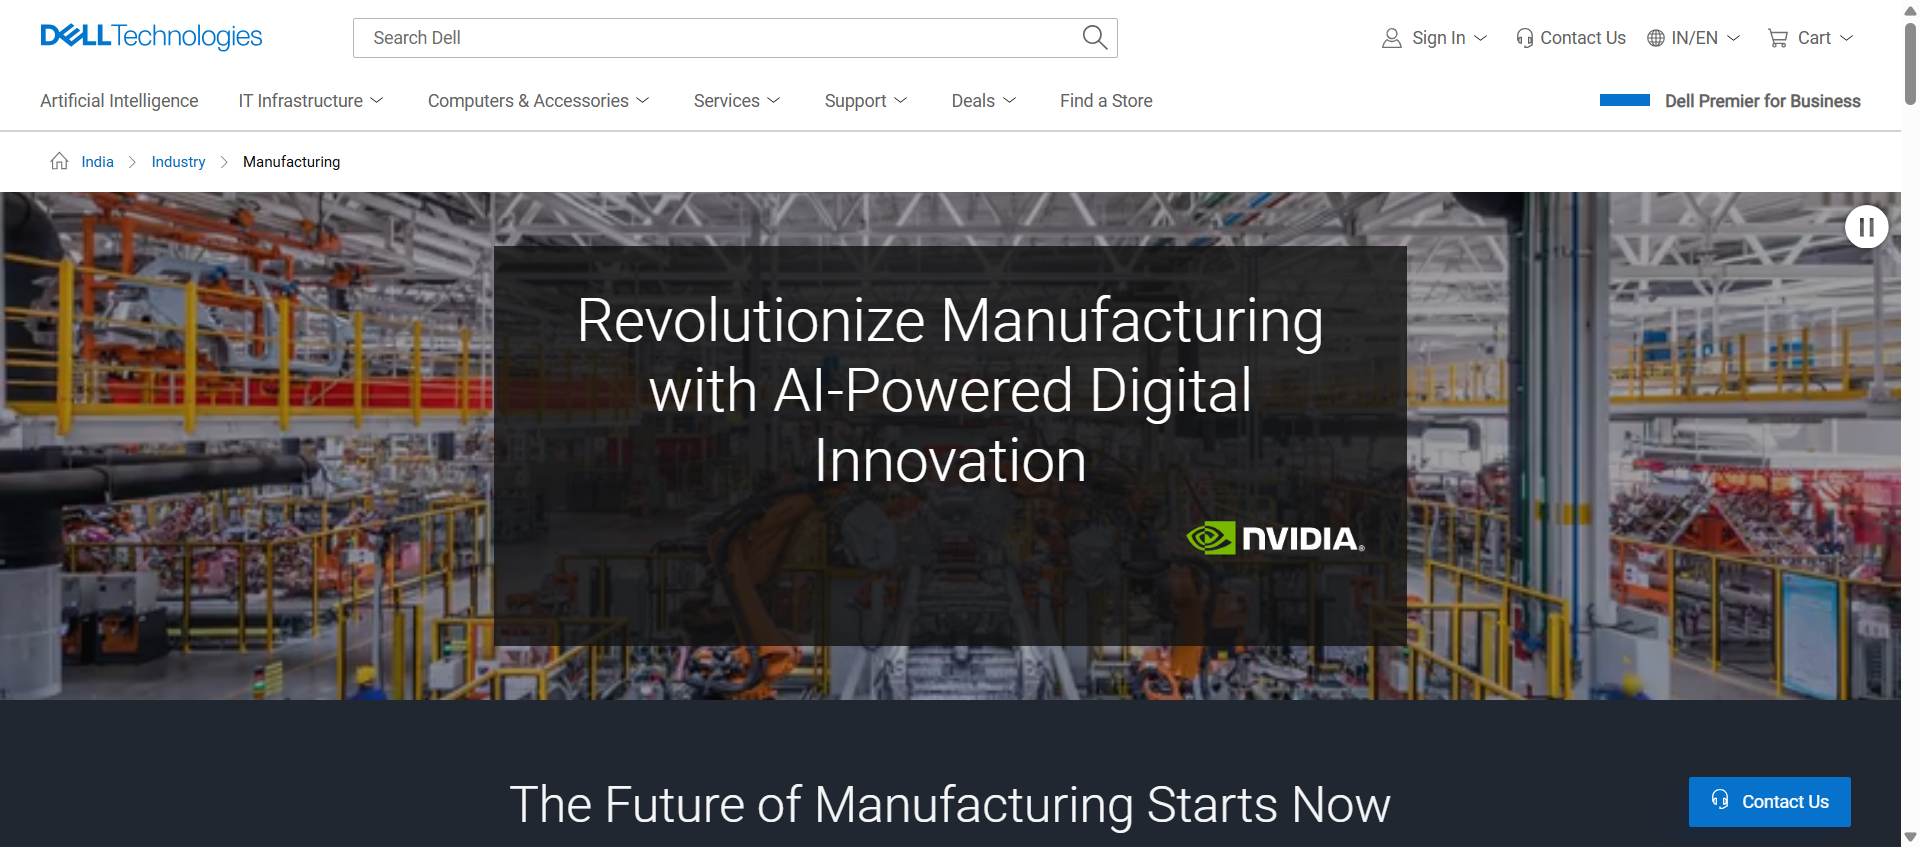 DELLTechnologies
Search Dell
Sign In
Contact Us
IN/EN
Cart
Artificial Intelligence
IT Infrastructure
Computers & Accessories
Services
Support
Deals
Find a Store
Dell Premier for Business
India
Industry
Manufacturing
Revolutionize Manufacturing
with AI-Powered Digital
Innovation
NVIDIA®
The Future of Manufacturing Starts Now
Contact Us